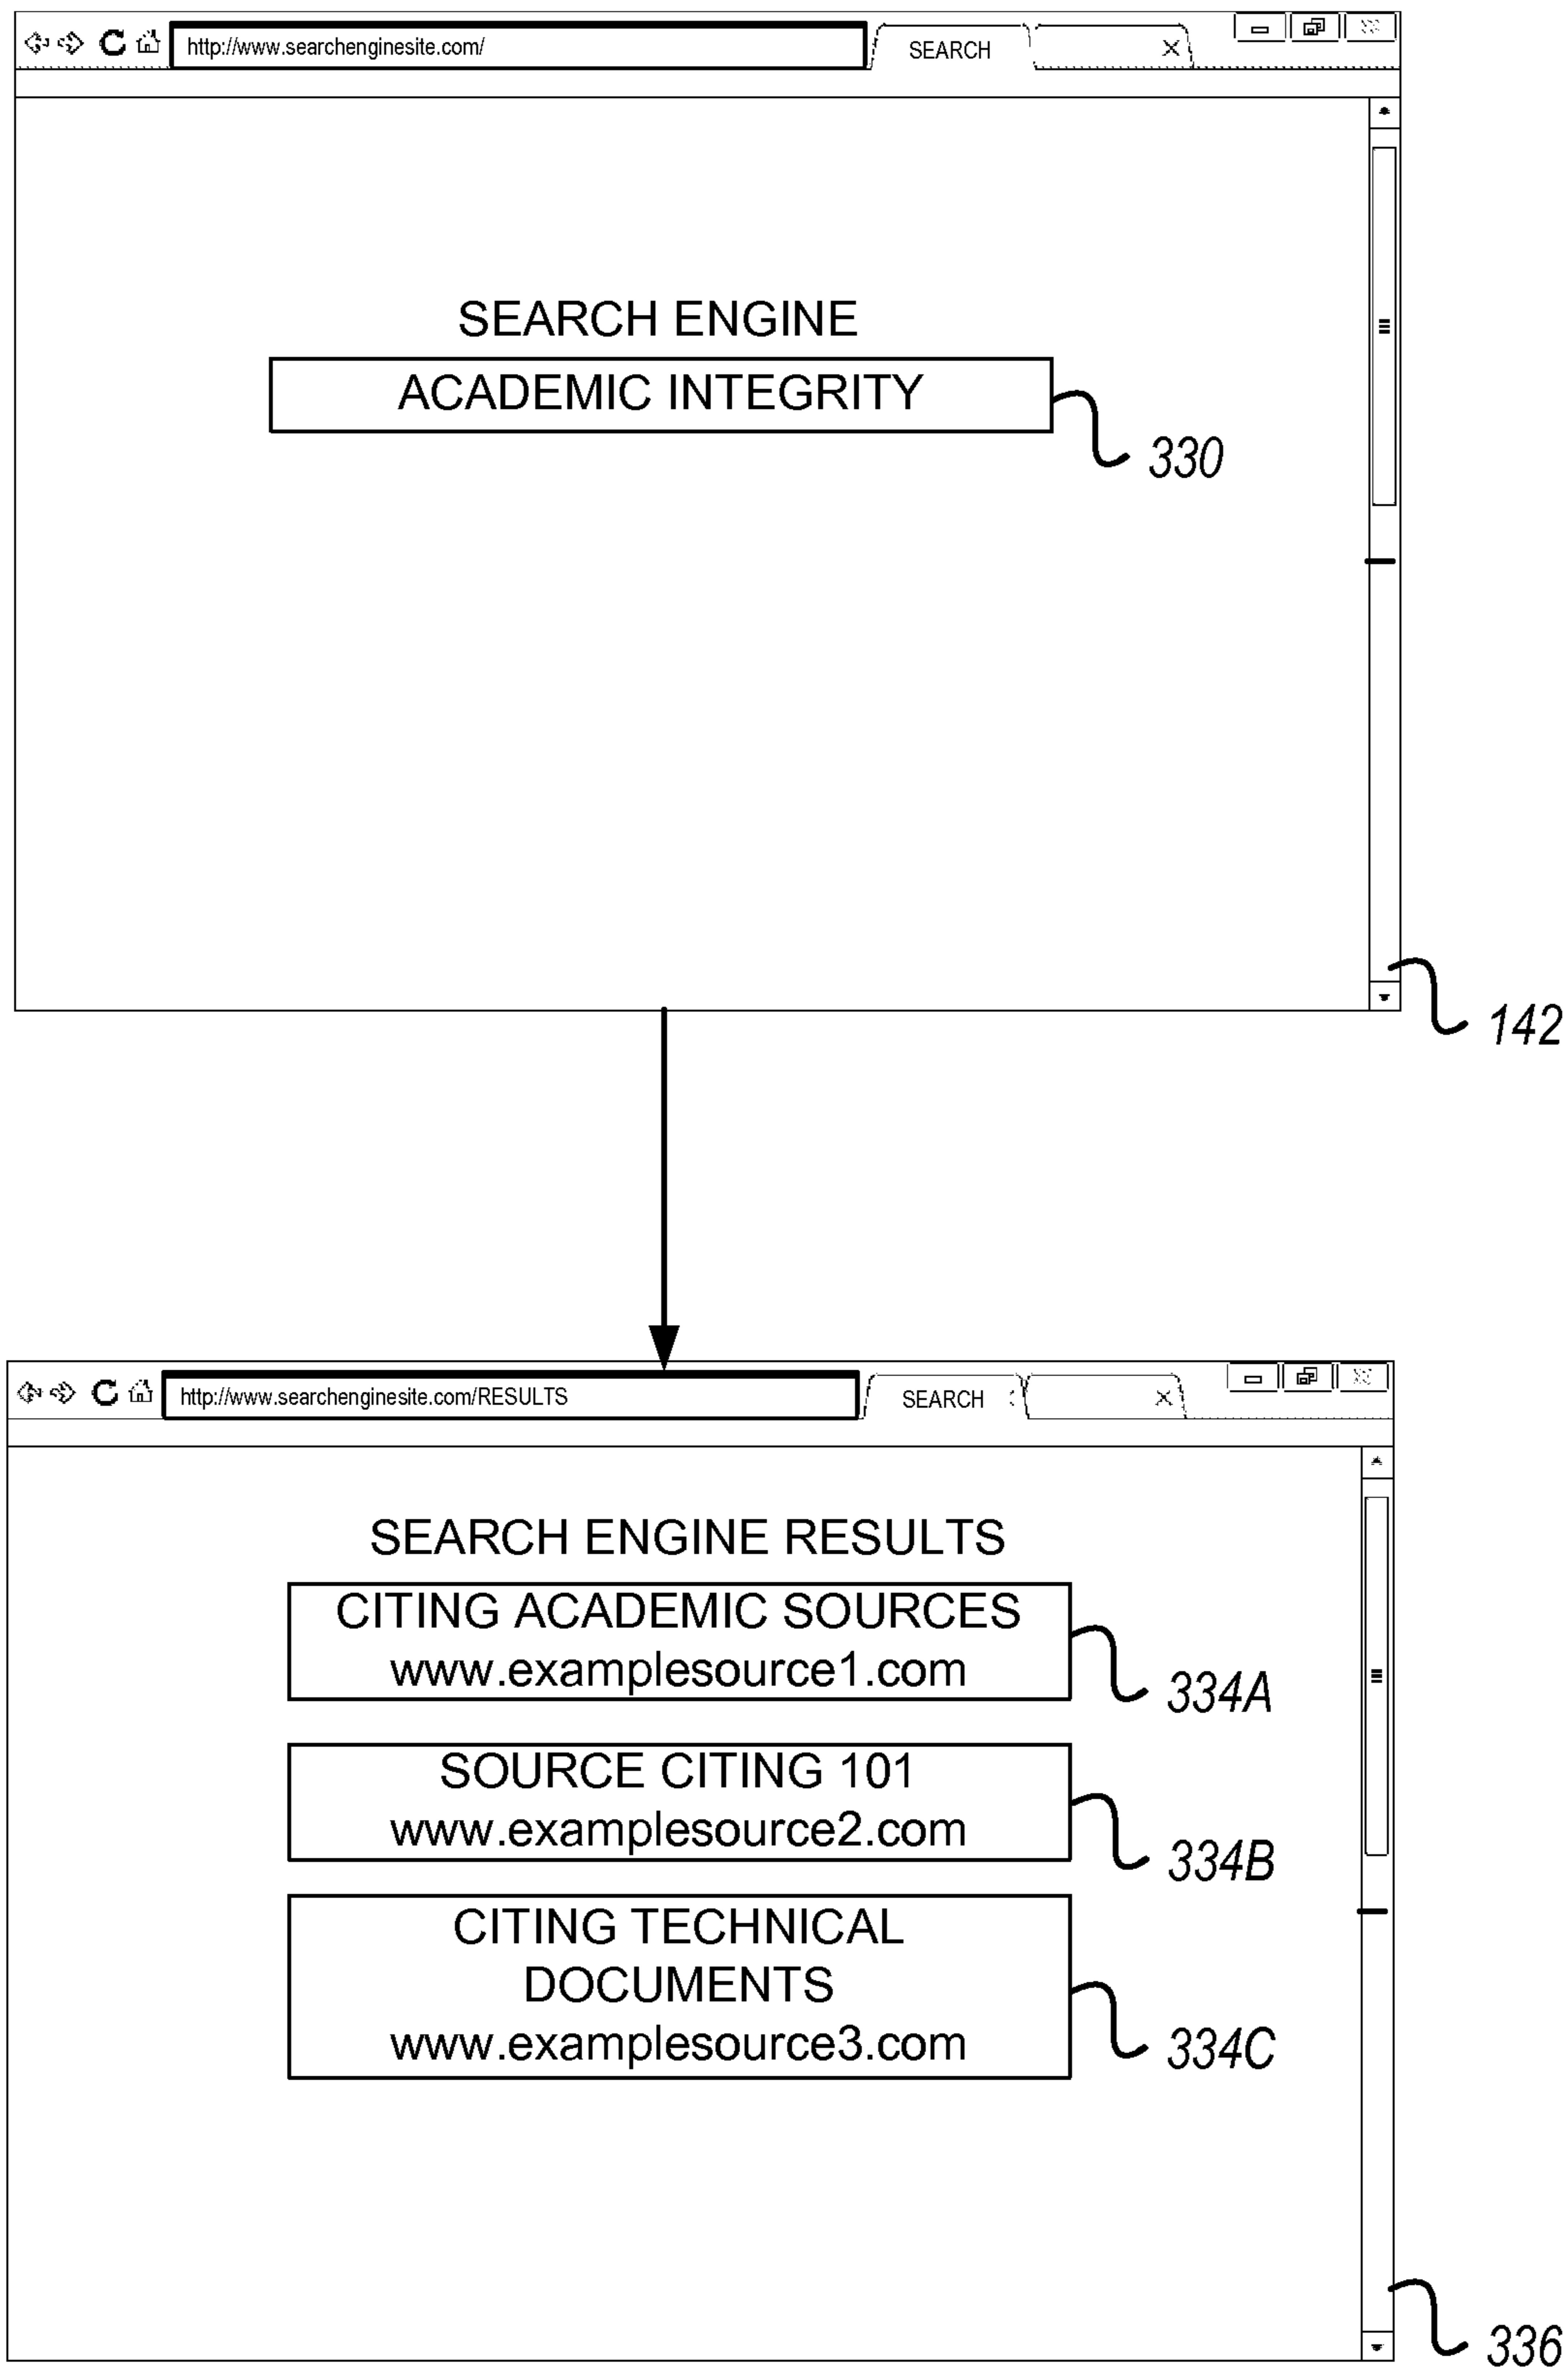 http://www.searchenginesite.com/
SEARCH
SEARCH ENGINE
ACADEMIC INTEGRITY
330
142
http://www.searchenginesite.com/RESULTS
SEARCH
SEARCH ENGINE RESULTS
CITING ACADEMIC SOURCES
www.examplesource1.com
334A
SOURCE CITING 101
www.examplesource2.com
334B
CITING TECHNICAL
DOCUMENTS
www.examplesource3.com
334C
336